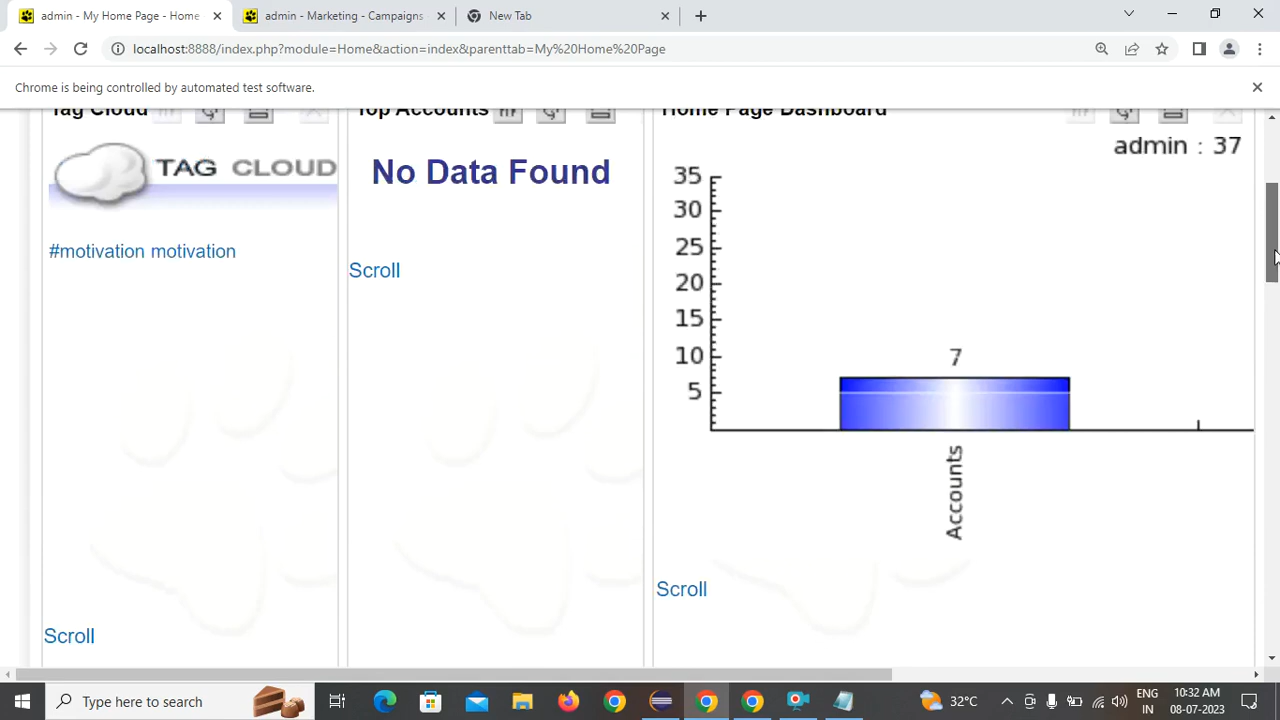 admin - My Home Page - Home
admin - Marketing - Campaigns
New Tab
localhost:8888/index.php?module=Home&action=index&parenttab=My%20Home%20Page
Chrome is being controlled by automated test software.
Tag Cloud
Top Accounts
Home Page Dashboard
TAG CLOUD
#motivation motivation
Scroll
No Data Found
Scroll
admin : 37
35
30
25
20
15
10
5
7
Accounts
Scroll
Type here to search
32°C
ENG
IN
10:32 AM
08-07-2023